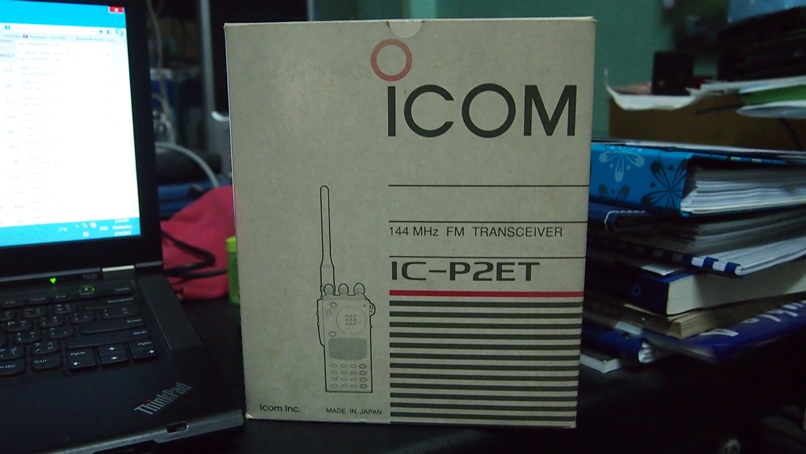 ICOM
144 MHz FM TRANSCEIVER
IC-P2ET
Icom Inc.
MADE IN JAPAN
ThinkPad